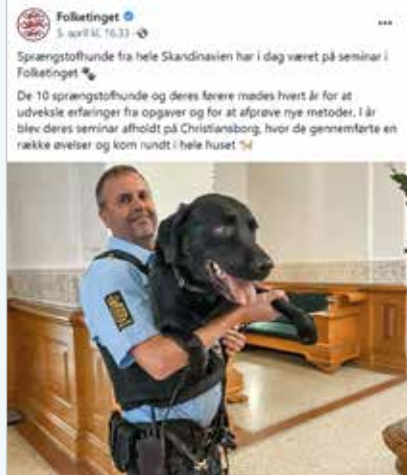 Folketinget
5. april kl. 16.33
Sprængstofhunde fra hele Skandinavien har i dag været på seminar i
Folketinget
De 10 sprængstofhunde og deres førere mødes hvert år for at
udveksle erfaringer fra opgaver og for at afprøve nye metoder. I år
blev deres seminar afholdt på Christiansborg, hvor de gennemførte en
række øvelser og kom rundt i hele huset